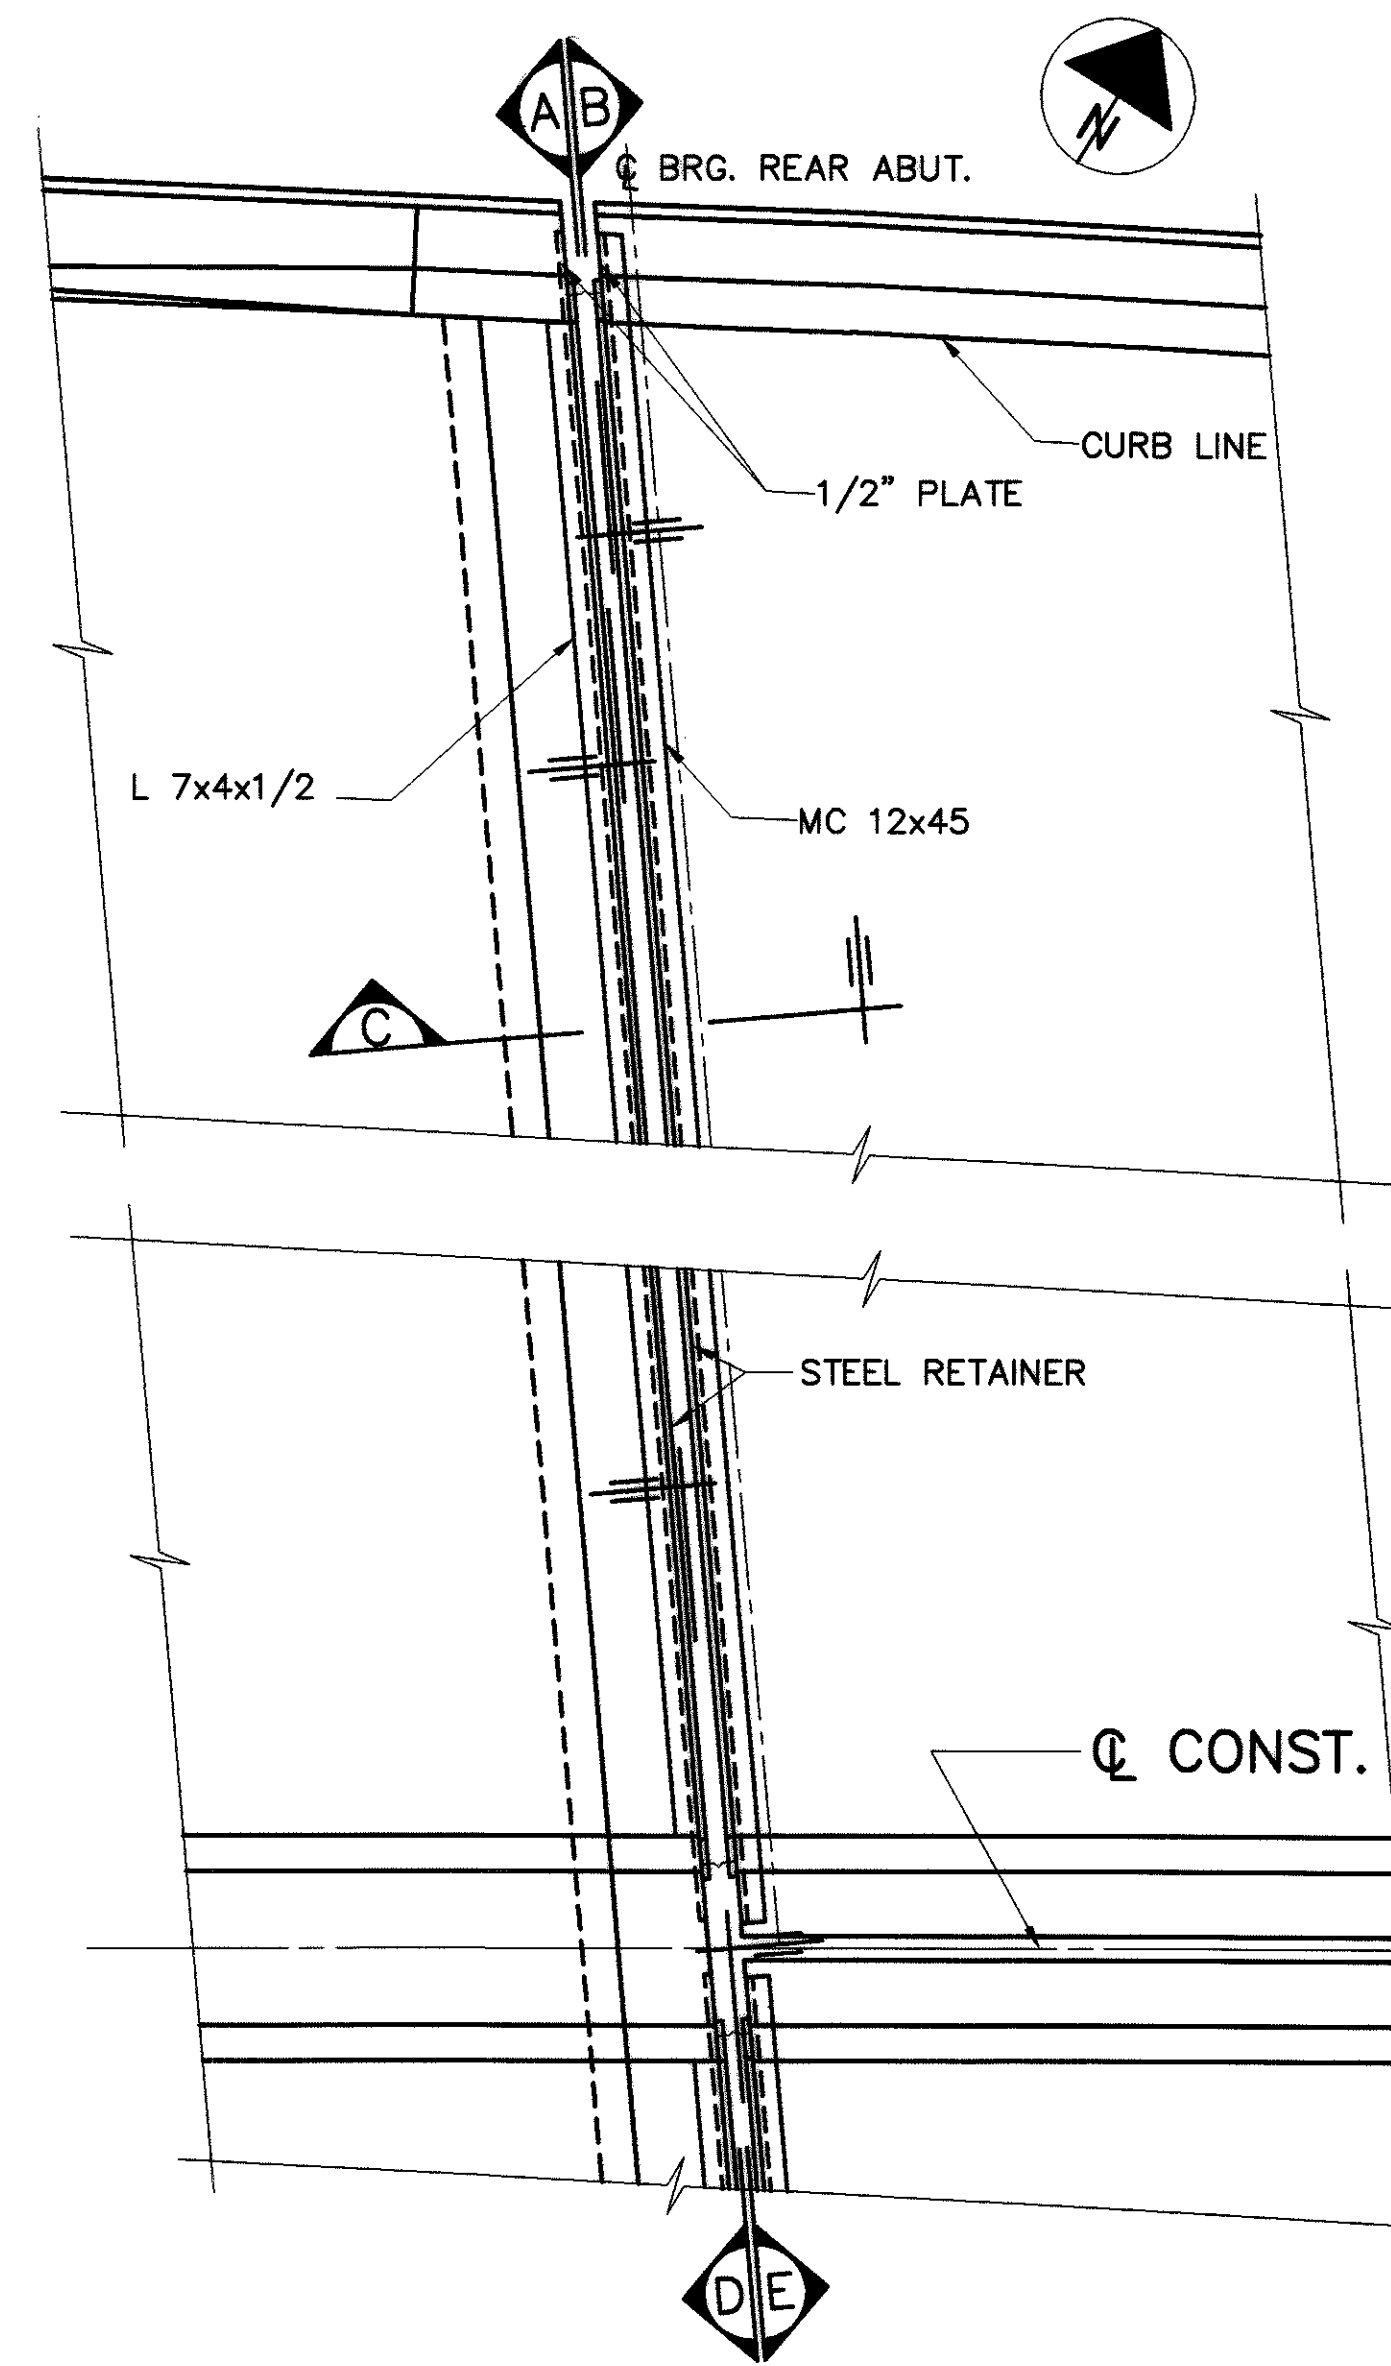 A B
N
℄ BRG. REAR ABUT.
CURB LINE
1/2” PLATE
L 7x4x1/2
MC 12x45
C
STEEL RETAINER
℄ CONST.
D E